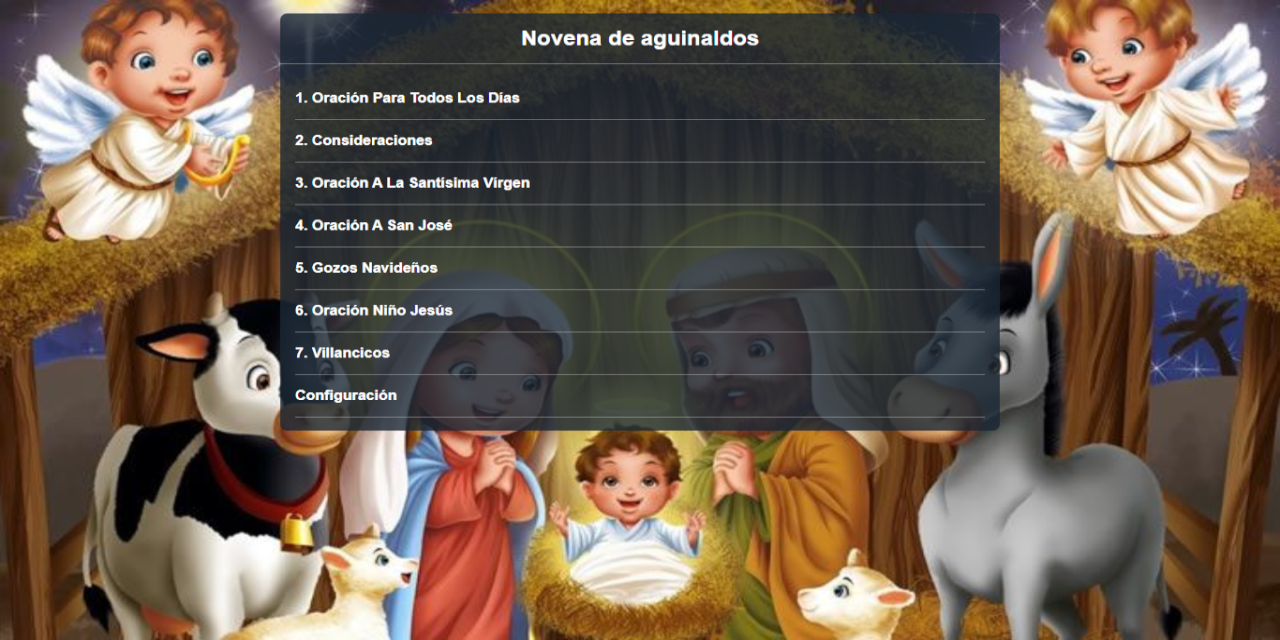 Novena de aguinaldos
1. Oración Para Todos Los Días
2. Consideraciones
3. Oración A La Santísima Virgen
4. Oración A San José
5. Gozos Navideños
6. Oración Niño Jesús
7. Villancicos
Configuración